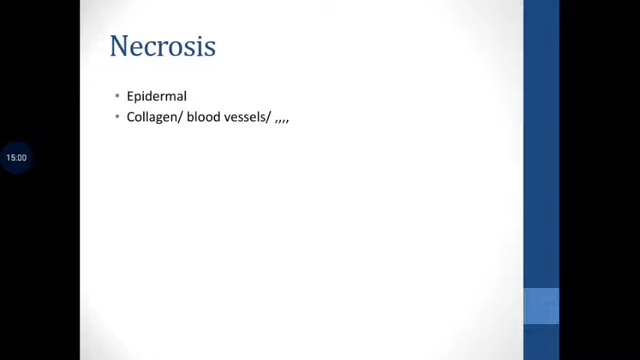 Necrosis
• Epidermal
• Collagen/ blood vessels/ ,,,,
15:00